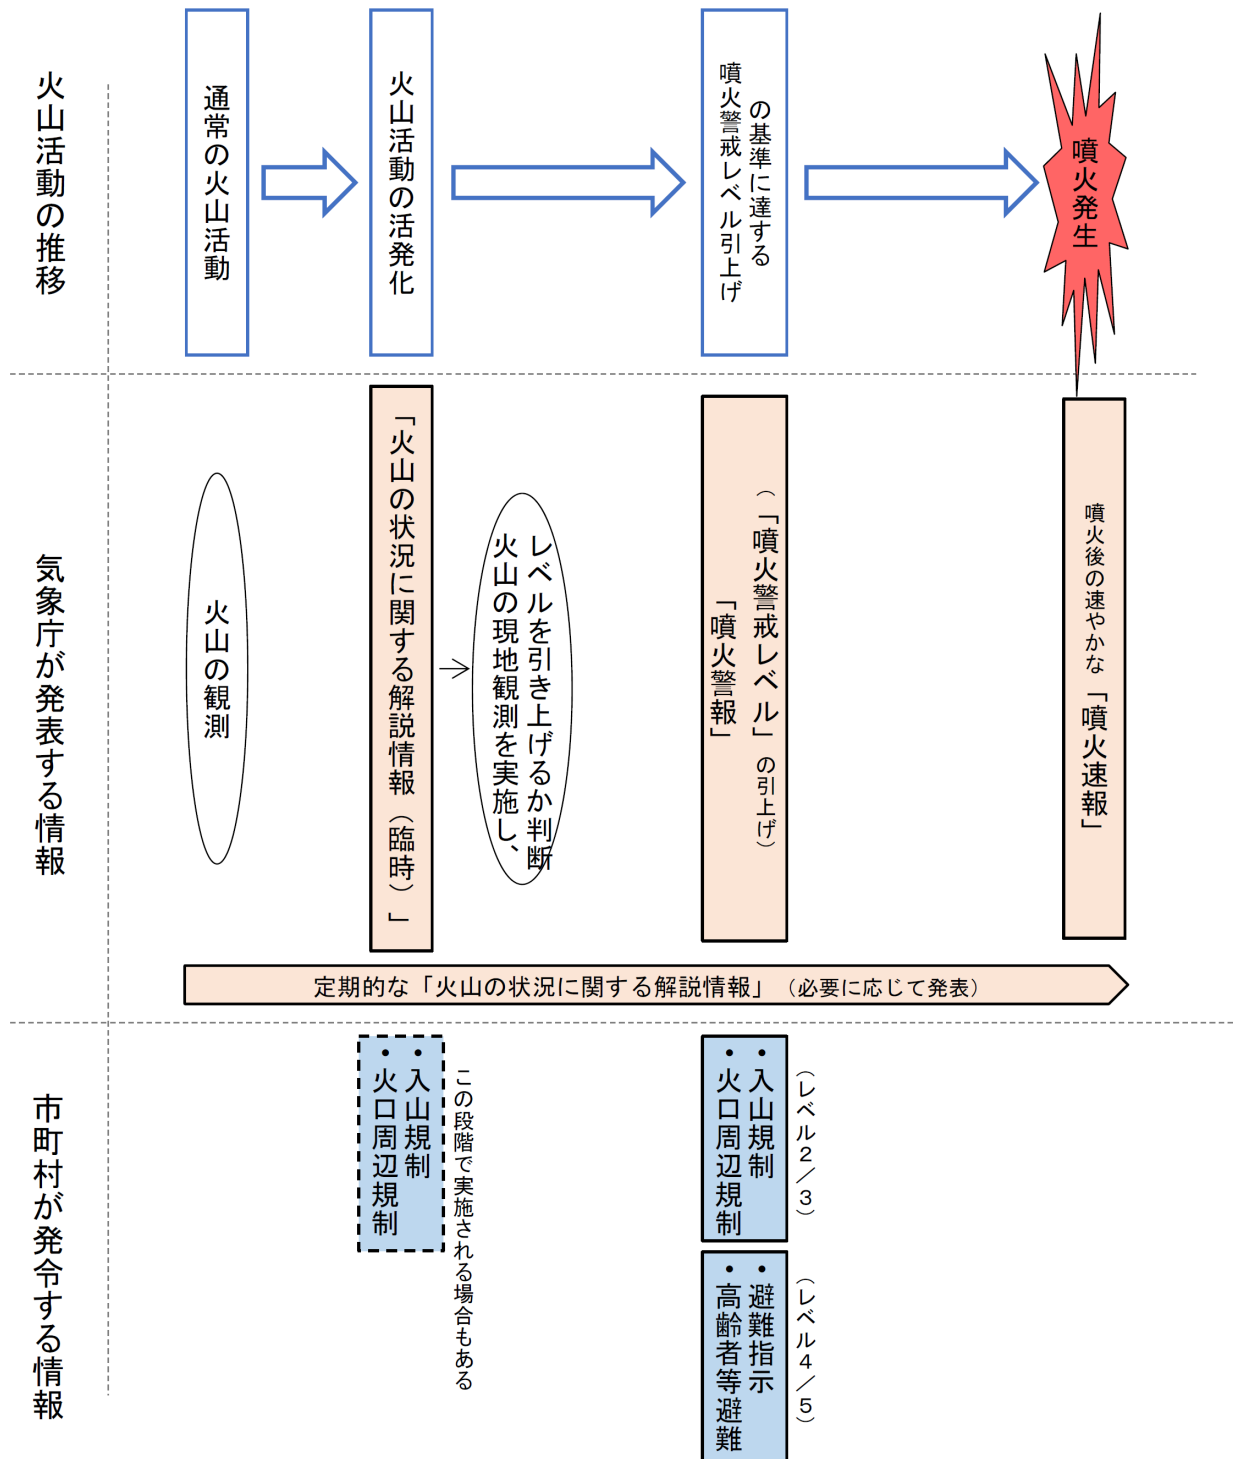 火山活動の推移
通常の火山活動
火山活動の活発化
噴火警戒レベル引上げ
の基準に達する
噴火発生
気象庁が発表する情報
火山の観測
「火山の状況に関する解説情報（臨時）」
火山の現地観測を実施し、
レベルを引き上げるか判断
「噴火警報」
（「噴火警戒レベル」の引上げ）
噴火後の速やかな「噴火速報」
定期的な「火山の状況に関する解説情報」（必要に応じて発表）
市町村が発令する情報
・火口周辺規制
・入山規制
この段階で実施される場合もある
・火口周辺規制
・入山規制
（レベル２／３）
・高齢者等避難
・避難指示
（レベル４／５）